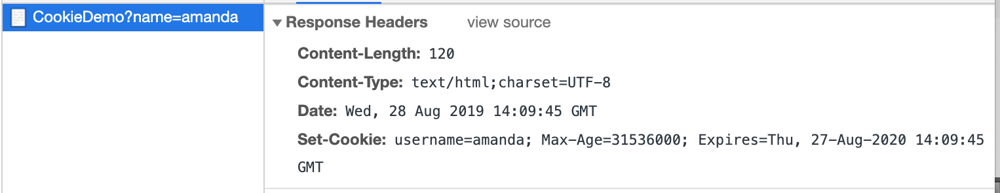 CookieDemo?name=amanda
Response Headers view source
Content-Length: 120
Content-Type: text/html;charset=UTF-8
Date: Wed, 28 Aug 2019 14:09:45 GMT
Set-Cookie: username=amanda; Max-Age=31536000; Expires=Thu, 27-Aug-2020 14:09:45
GMT